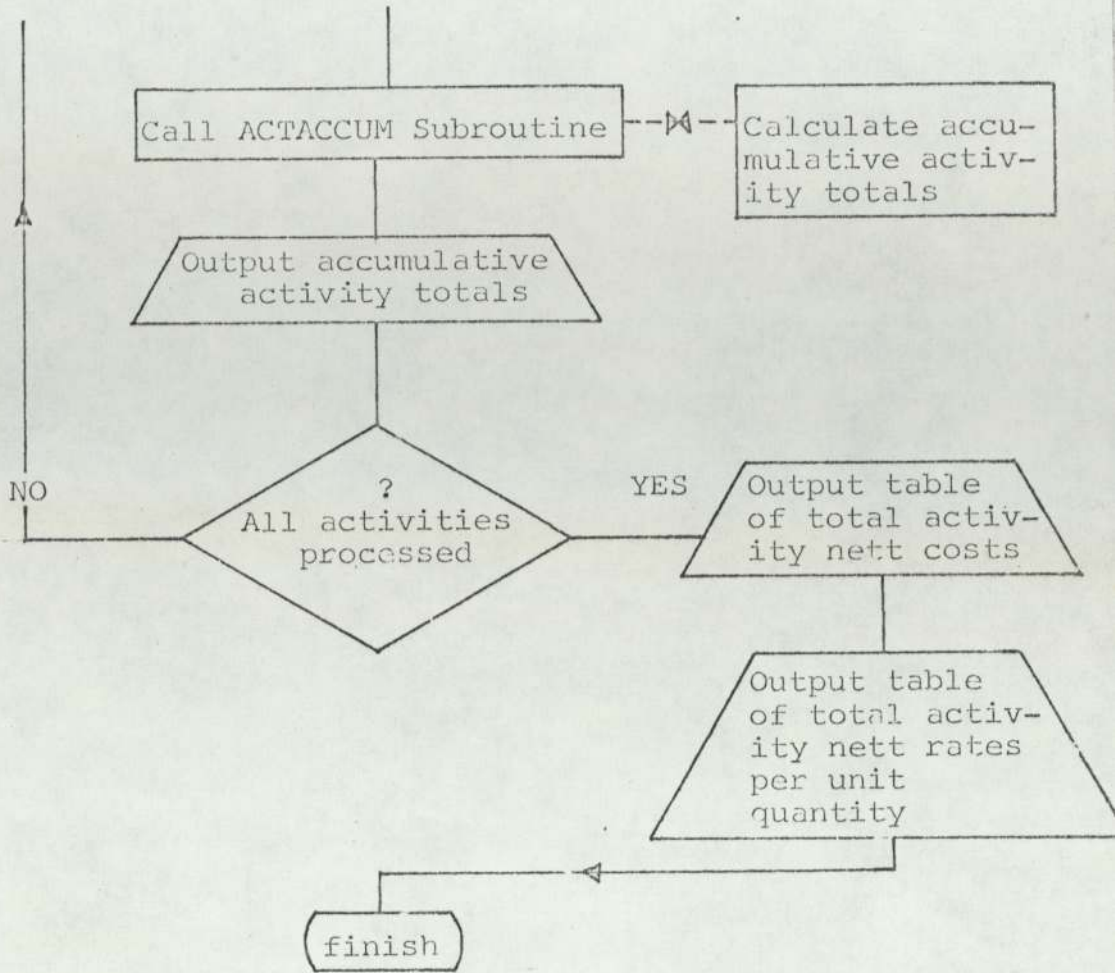 Call ACTACCUM Subroutine
Calculate accu-
mulative activ-
ity totals
Output accumulative
activity totals
NO
?
All activities
processed
YES
Output table
of total activ-
ity nett costs
Output table
of total activ-
ity nett rates
per unit
quantity
finish